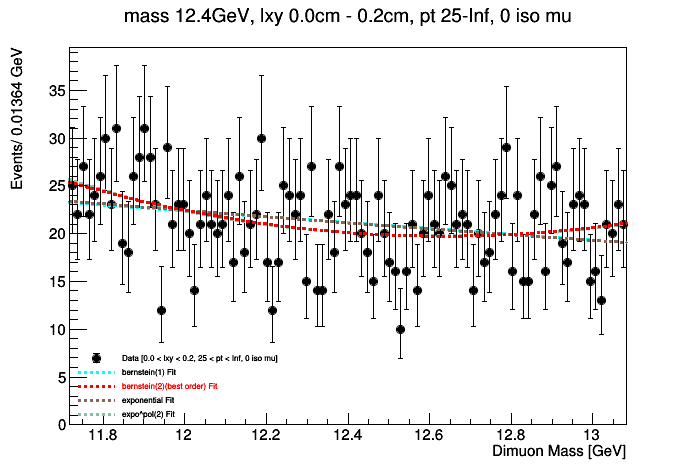 mass 12.4GeV, lxy 0.0cm - 0.2cm, pt 25-Inf, 0 iso mu
Events/ 0.01364 GeV
35
30
25
20
15
10
5
0
Data [0.0 < lxy < 0.2, 25 < pt < Inf, 0 iso mu]
bernstein(1) Fit
bernstein(2)(best order) Fit
exponential Fit
expo*pol(2) Fit
11.8 12 12.2 12.4 12.6 12.8 13
Dimuon Mass [GeV]